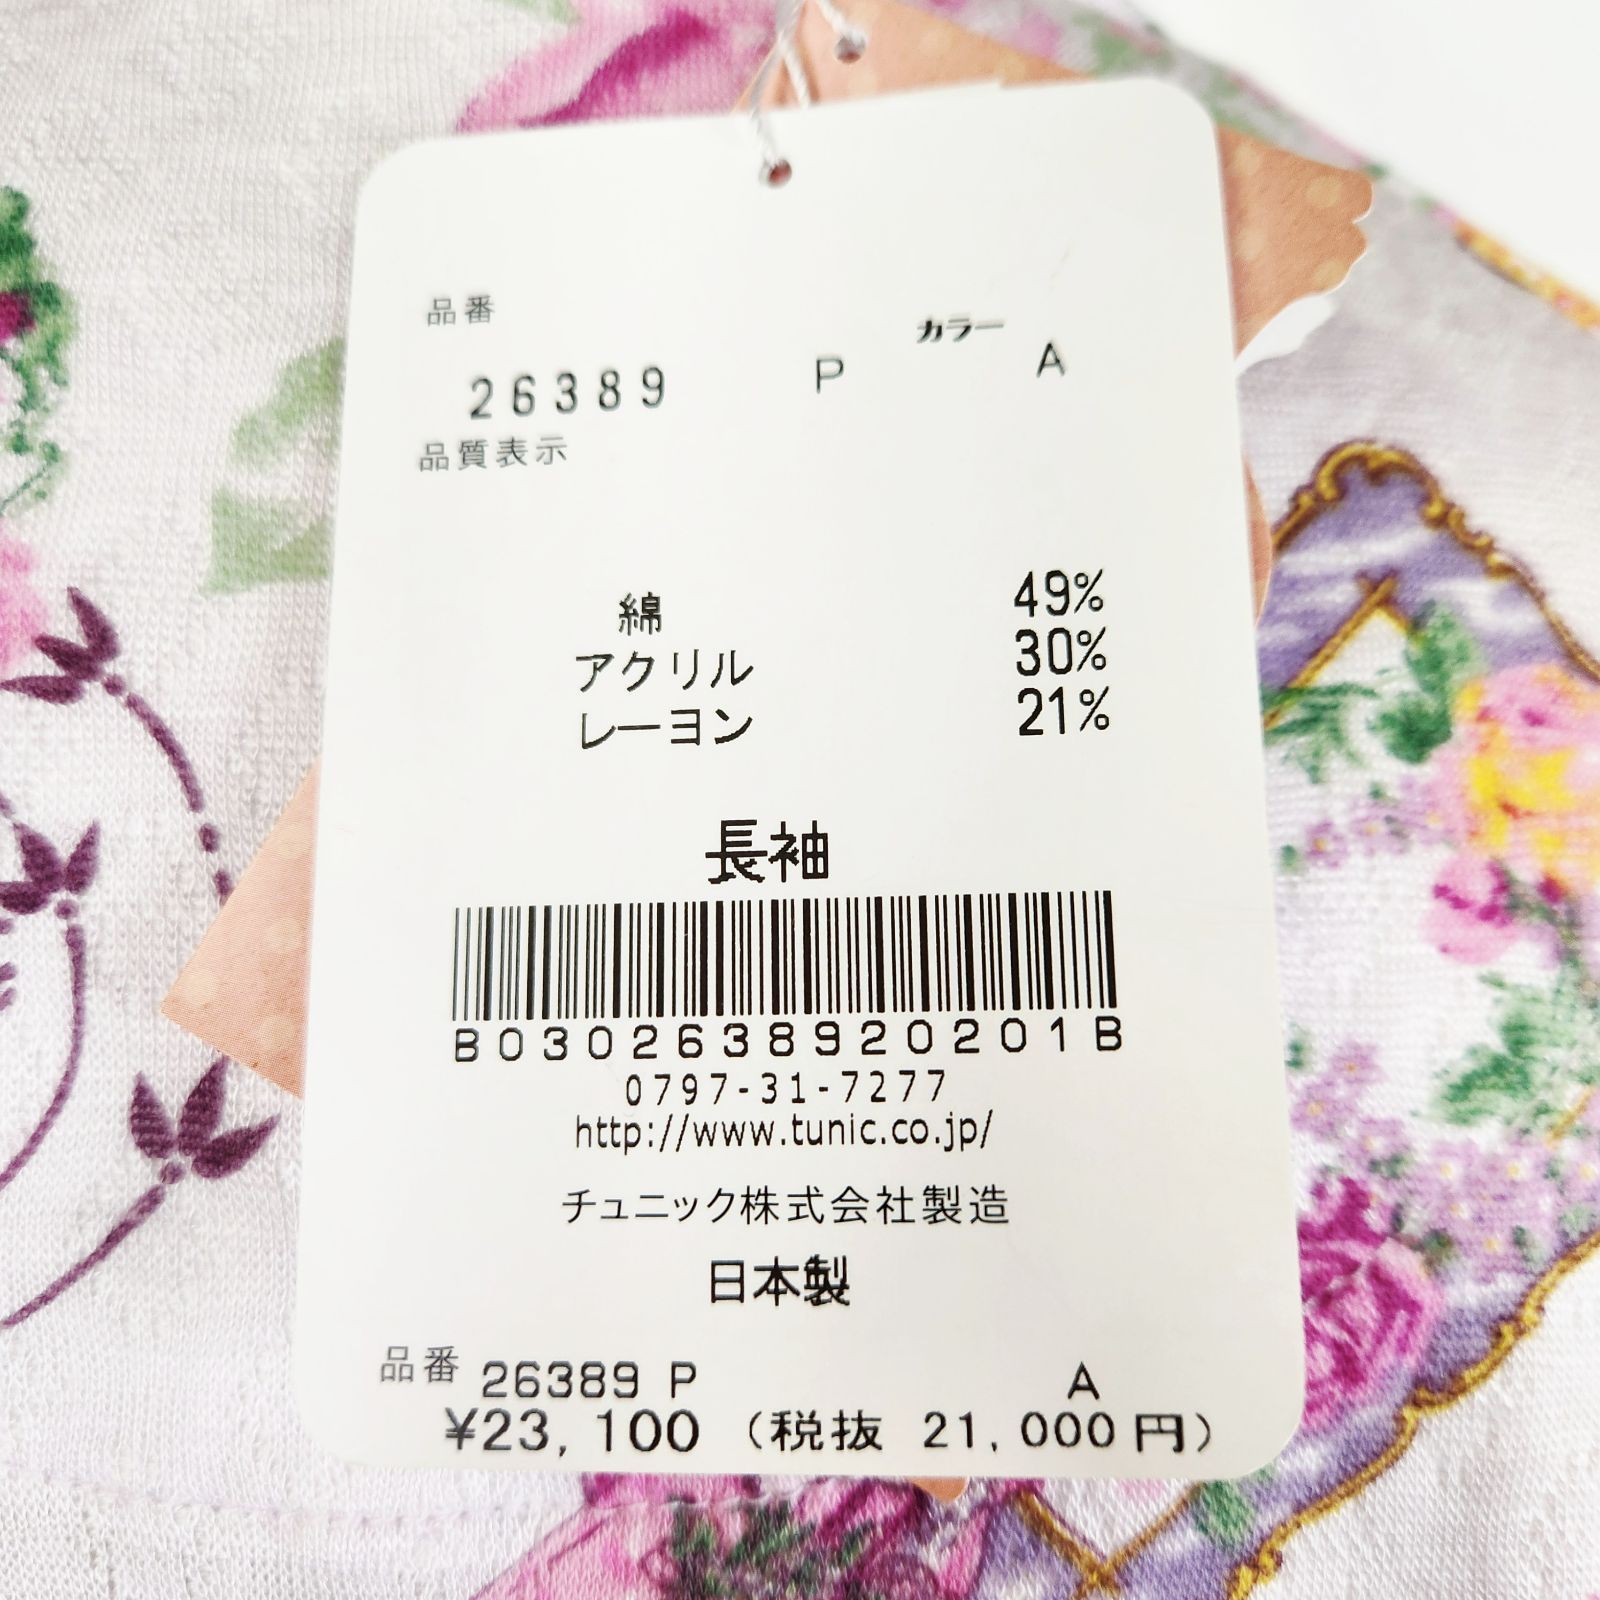 品番
カラー
26389 P A
品質表示
綿 49%
アクリル 30%
レーヨン 21%
長袖
B0302638920201B
0797-31-7277
http://www.tunic.co.jp/
チュニック株式会社製造
日本製
品番 26389 P A
¥23,100 (税抜 21,000円)